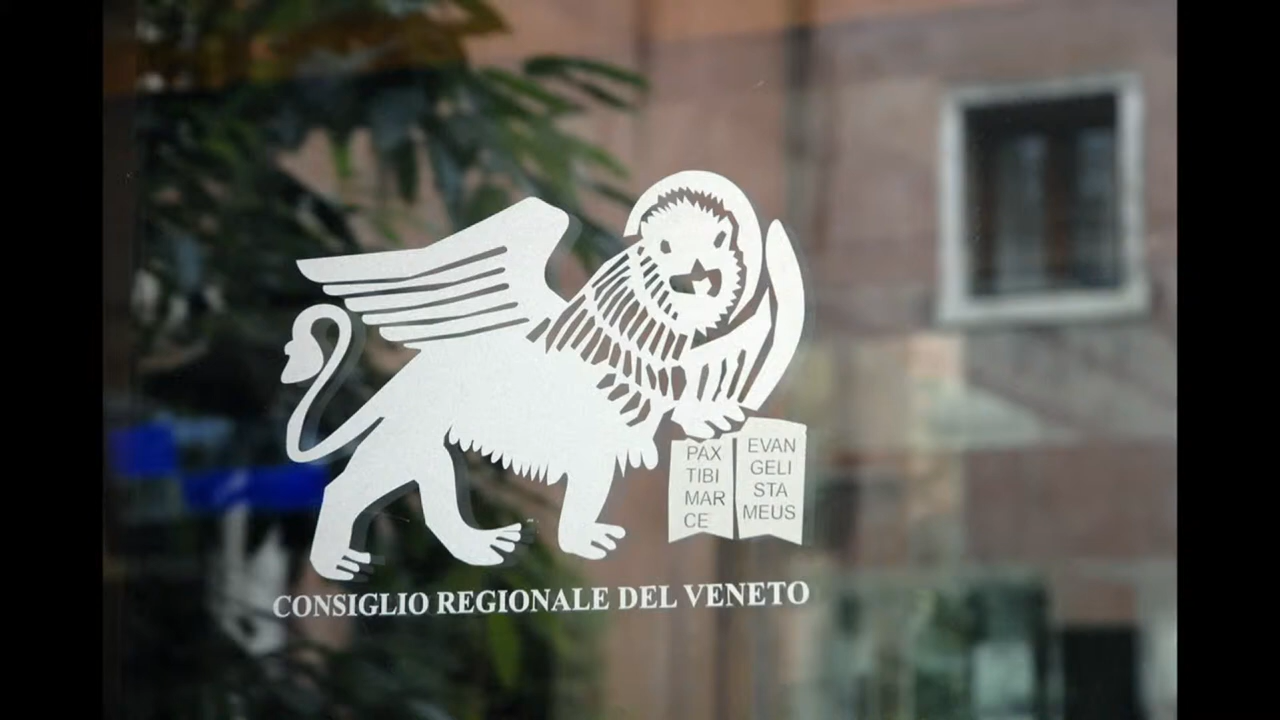 PAX
TIBI
MAR
CE
EVAN
GELI
STA
MEUS
CONSIGLIO REGIONALE DEL VENETO